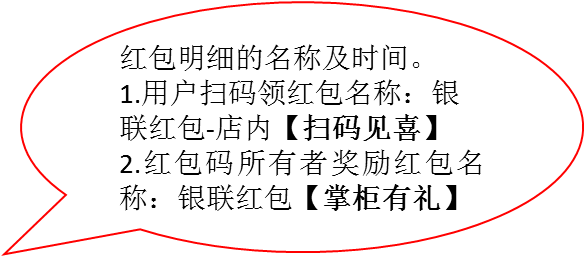 红包明细的名称及时间。
1.用户扫码领红包名称：银
联红包-店内【扫码见喜】
2.红包码所有者奖励红包名
称：银联红包【掌柜有礼】